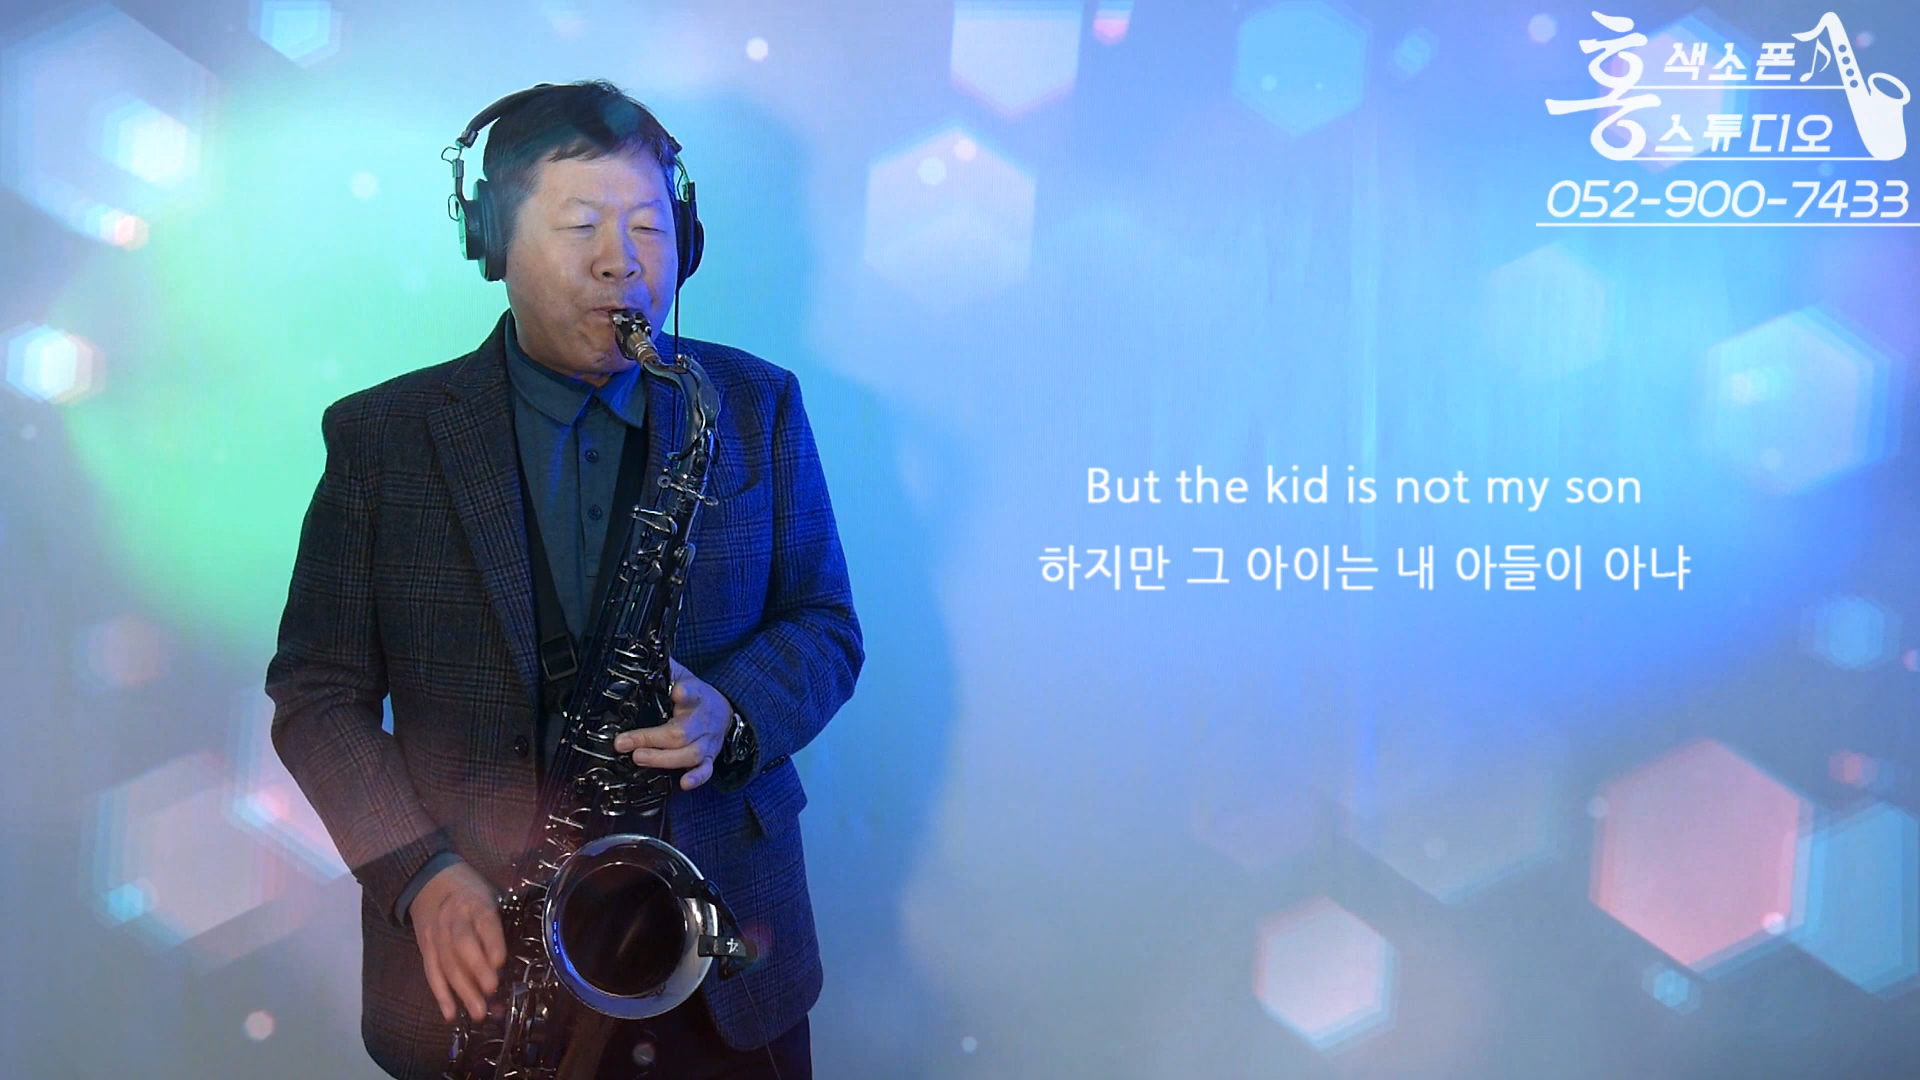 홍 색소폰
스튜디오
052-900-7433
But the kid is not my son
하지만 그 아이는 내 아들이 아냐